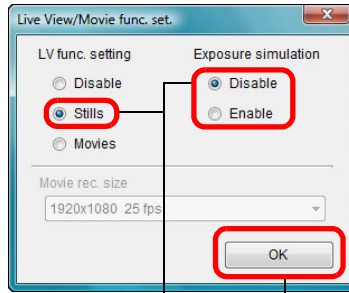 Live View/Movie func. set.
LV func. setting
Exposure simulation
Disable
Disable
Stills
Enable
Movies
Movie rec. size
1920x1080 25 fps
OK